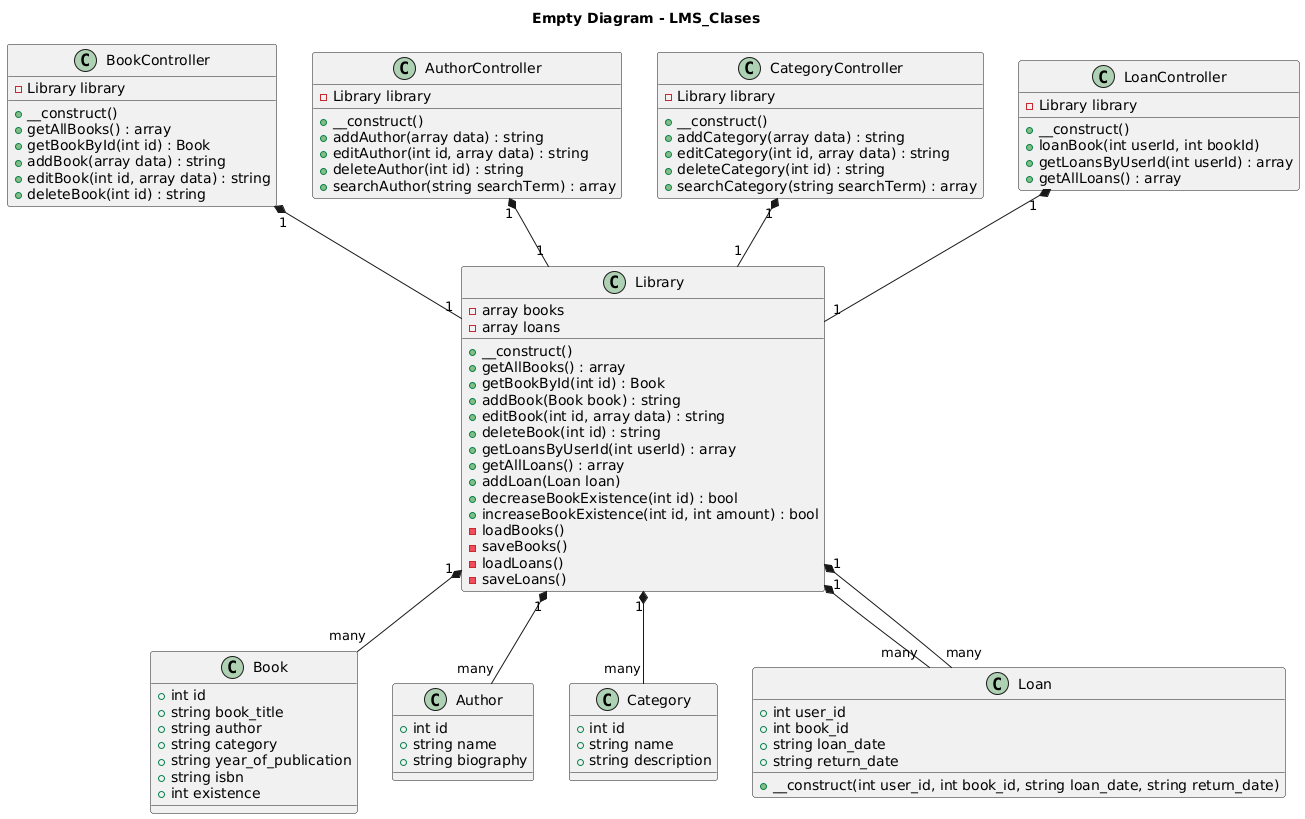 Empty Diagram - LMS_Clases
C BookController
Library library
__construct()
getAllBooks() : array
getBookById(int id) : Book
addBook(array data) : string
editBook(int id, array data) : string
deleteBook(int id) : string
C AuthorController
Library library
__construct()
addAuthor(array data) : string
editAuthor(int id, array data) : string
deleteAuthor(int id) : string
searchAuthor(string searchTerm) : array
C CategoryController
Library library
__construct()
addCategory(array data) : string
editCategory(int id, array data) : string
deleteCategory(int id) : string
searchCategory(string searchTerm) : array
C LoanController
Library library
__construct()
loanBook(int userId, int bookId)
getLoansByUserId(int userId) : array
getAllLoans() : array
1
1
1
1
1
1
1
1
C Library
array books
array loans
__construct()
getAllBooks() : array
getBookById(int id) : Book
addBook(Book book) : string
editBook(int id, array data) : string
deleteBook(int id) : string
getLoansByUserId(int userId) : array
getAllLoans() : array
addLoan(Loan loan)
decreaseBookExistence(int id) : bool
increaseBookExistence(int id, int amount) : bool
loadBooks()
saveBooks()
loadLoans()
saveLoans()
1
1
1
1
1
many
many
many
many
many
C Book
int id
string book_title
string author
string category
string year_of_publication
string isbn
int existence
C Author
int id
string name
string biography
C Category
int id
string name
string description
C Loan
int user_id
int book_id
string loan_date
string return_date
__construct(int user_id, int book_id, string loan_date, string return_date)